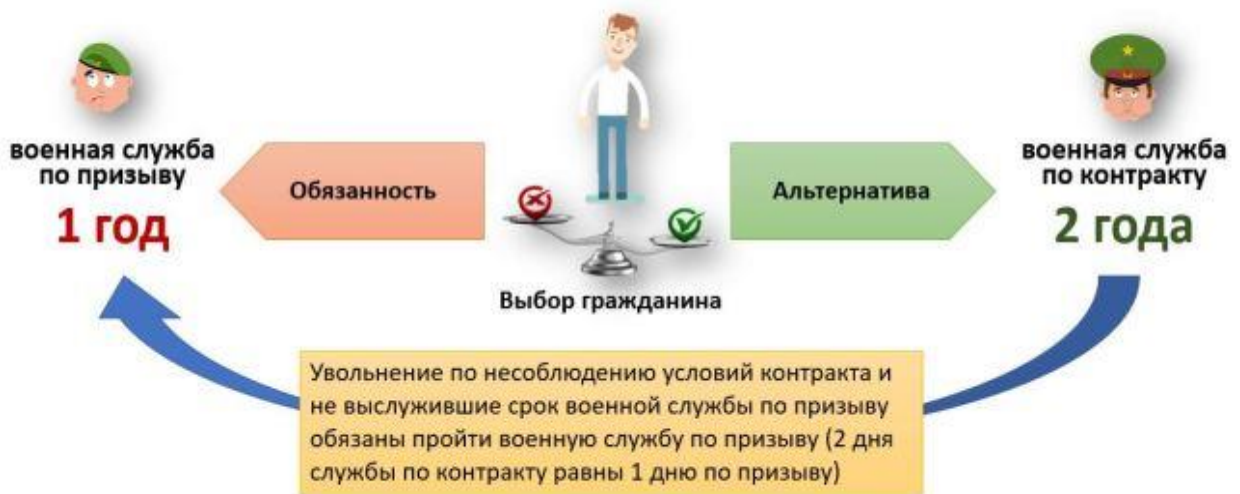 военная служба
по призыву
1 год
Обязанность
Выбор гражданина
Альтернатива
военная служба
по контракту
2 года
Увольнение по несоблюдению условий контракта и
не выслужившие срок военной службы по призыву
обязаны пройти военную службу по призыву (2 дня
службы по контракту равны 1 дню по призыву)